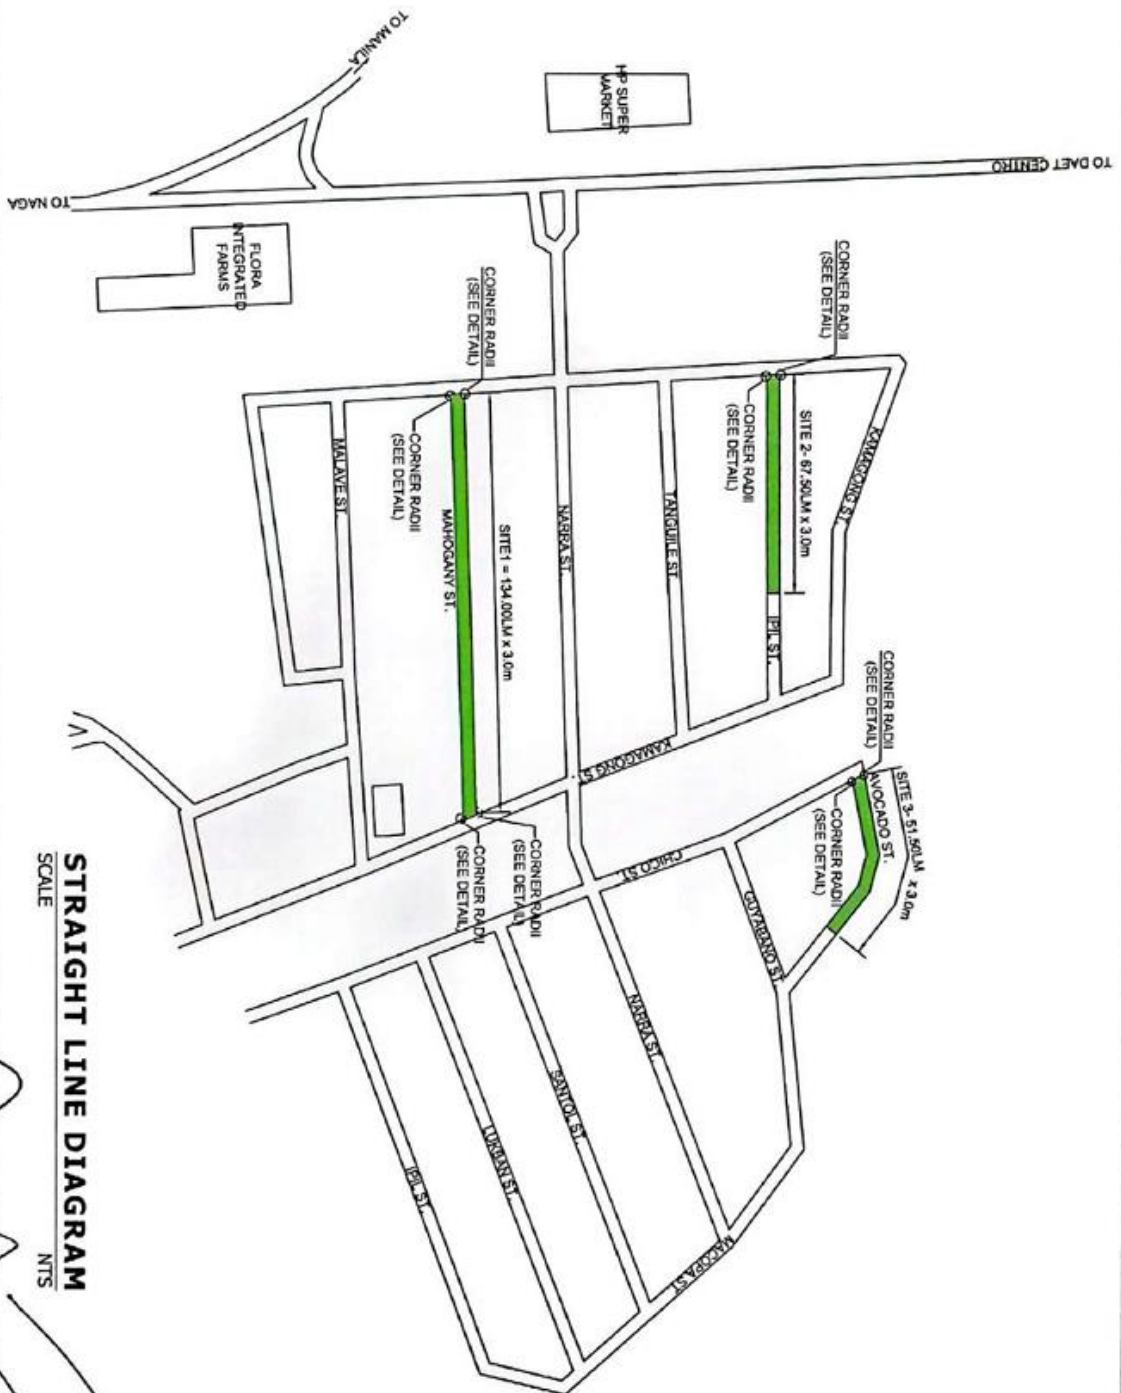 TO MANILA
HP SUPER
MARKET
TO DAET CENTRO
TO NAGA
FLORA
INTEGRATED
FARMS
CORNER RADII
(SEE DETAIL)
CORNER RADII
(SEE DETAIL)
CORNER RADII
(SEE DETAIL)
CORNER RADII
(SEE DETAIL)
SITE 2- 67.50LM x 3.0m
KAMAGONG ST.
MALAVE ST.
MAHOGANY ST.
SITE1 = 134.00LM x 3.0m
NARRA ST.
TANGUILE ST.
IPIL ST.
KAMAGONG ST
CORNER RADII
(SEE DETAIL)
SITE 3- 51.50LM x 3.0m
AVOCADO ST.
CORNER RADII
(SEE DETAIL)
CORNER RADII
(SEE DETAIL)
CORNER RADII
(SEE DETAIL)
CHICO ST.
GUYABANO ST.
NARRA ST.
SANTOL ST.
LUKBAN ST.
IPIL ST.
MACOPA ST
STRAIGHT LINE DIAGRAM
SCALE
NTS